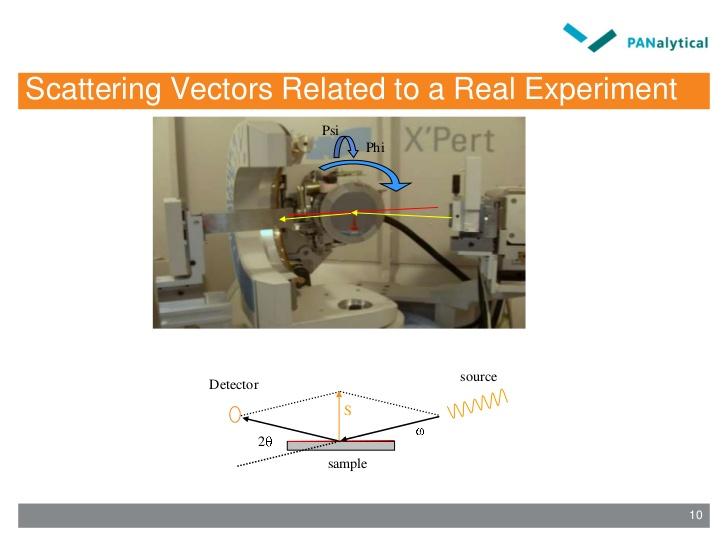 PANalytical
Scattering Vectors Related to a Real Experiment
Psi
Phi
X'Pert
source
Detector
S
ω
2θ
sample
10